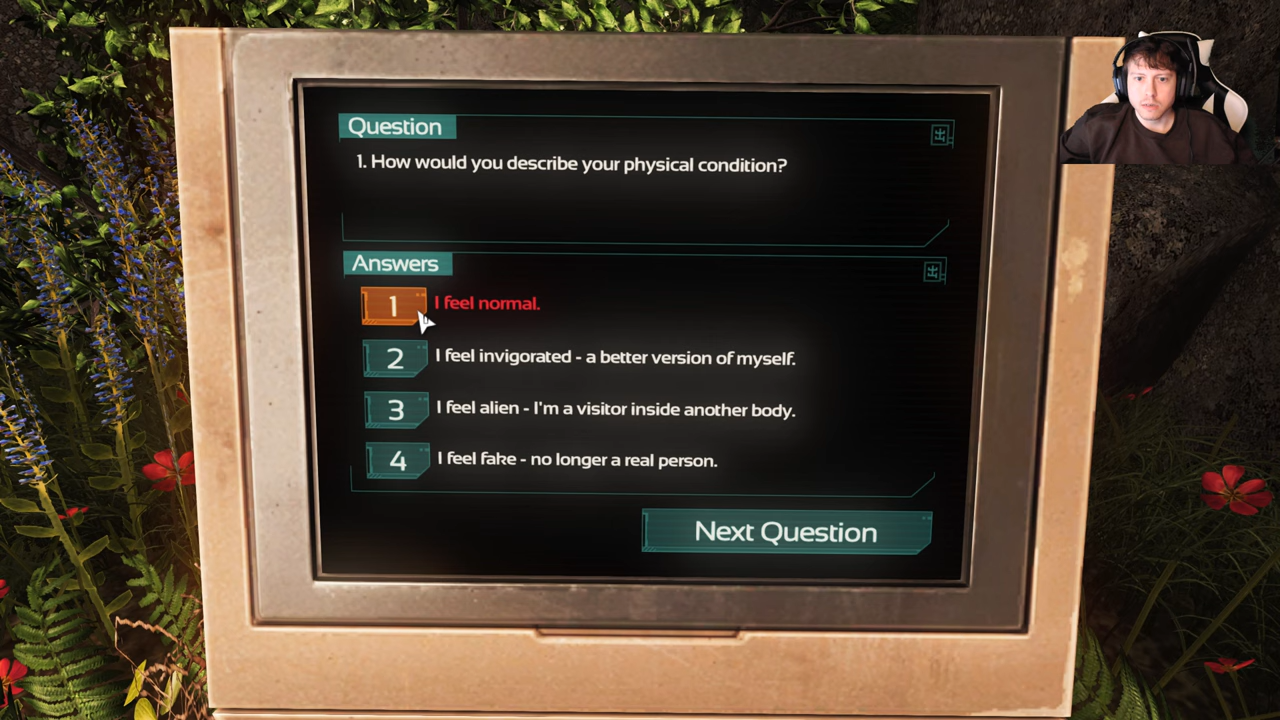 Question
1. How would you describe your physical condition?
Answers
1 I feel normal.
2 I feel invigorated - a better version of myself.
3 I feel alien - I'm a visitor inside another body.
4 I feel fake - no longer a real person.
Next Question